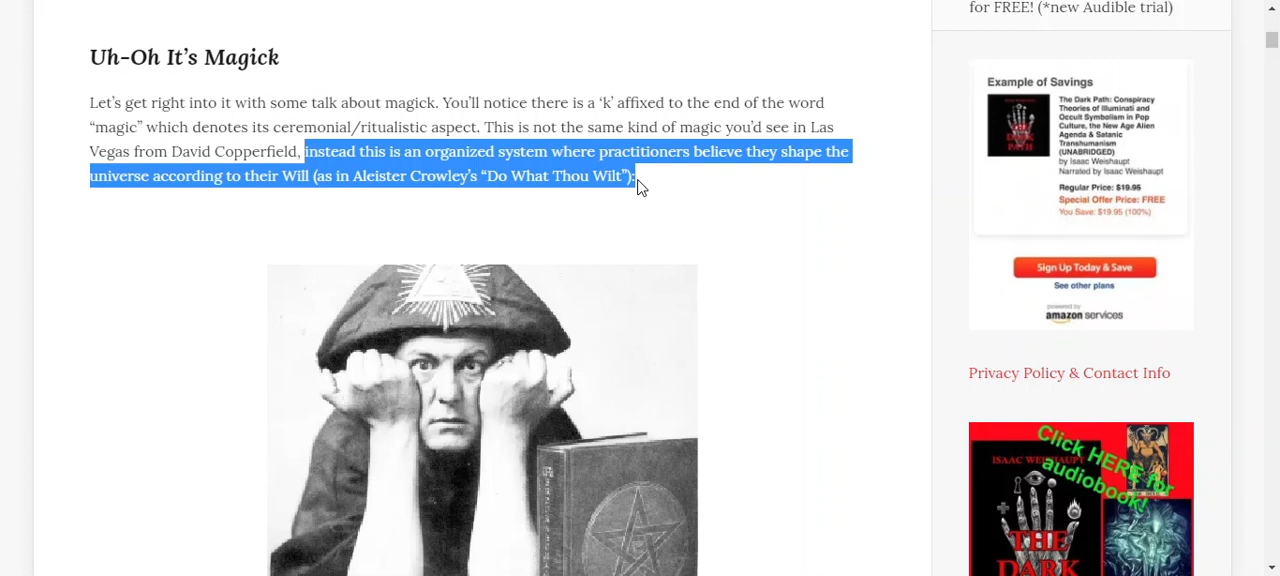 for FREE! (*new Audible trial)
Uh-Oh It’s Magick
Let’s get right into it with some talk about magick. You’ll notice there is a ‘k’ affixed to the end of the word
“magic” which denotes its ceremonial/ritualistic aspect. This is not the same kind of magic you’d see in Las
Vegas from David Copperfield, instead this is an organized system where practitioners believe they shape the
universe according to their Will (as in Aleister Crowley’s “Do What Thou Wilt”):
Example of Savings
The Dark Path: Conspiracy
Theories of Illuminati and
Occult Symbolism in Pop
Culture, the New Age Alien
Agenda & Satanic
Transhumanism
(UNABRIDGED)
by Isaac Weishaupt
Narrated by Isaac Weishaupt
Regular Price: $19.95
Special Offer Price: FREE
You Save: $19.95 (100%)
Sign Up Today & Save
See other plans
powered by
amazon services
Privacy Policy & Contact Info
Click HERE for
audiobook!
ISAAC WEISHAUPT
THE
DARK